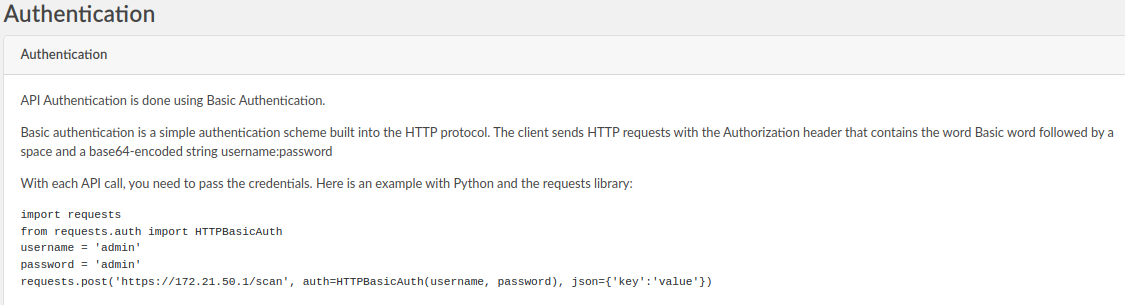 Authentication
Authentication
API Authentication is done using Basic Authentication.
Basic authentication is a simple authentication scheme built into the HTTP protocol. The client sends HTTP requests with the Authorization header that contains the word Basic word followed by a
space and a base64-encoded string username:password
With each API call, you need to pass the credentials. Here is an example with Python and the requests library:
import requests
from requests.auth import HTTPBasicAuth
username = 'admin'
password = 'admin'
requests.post('https://172.21.50.1/scan', auth=HTTPBasicAuth(username, password), json={'key':'value'})